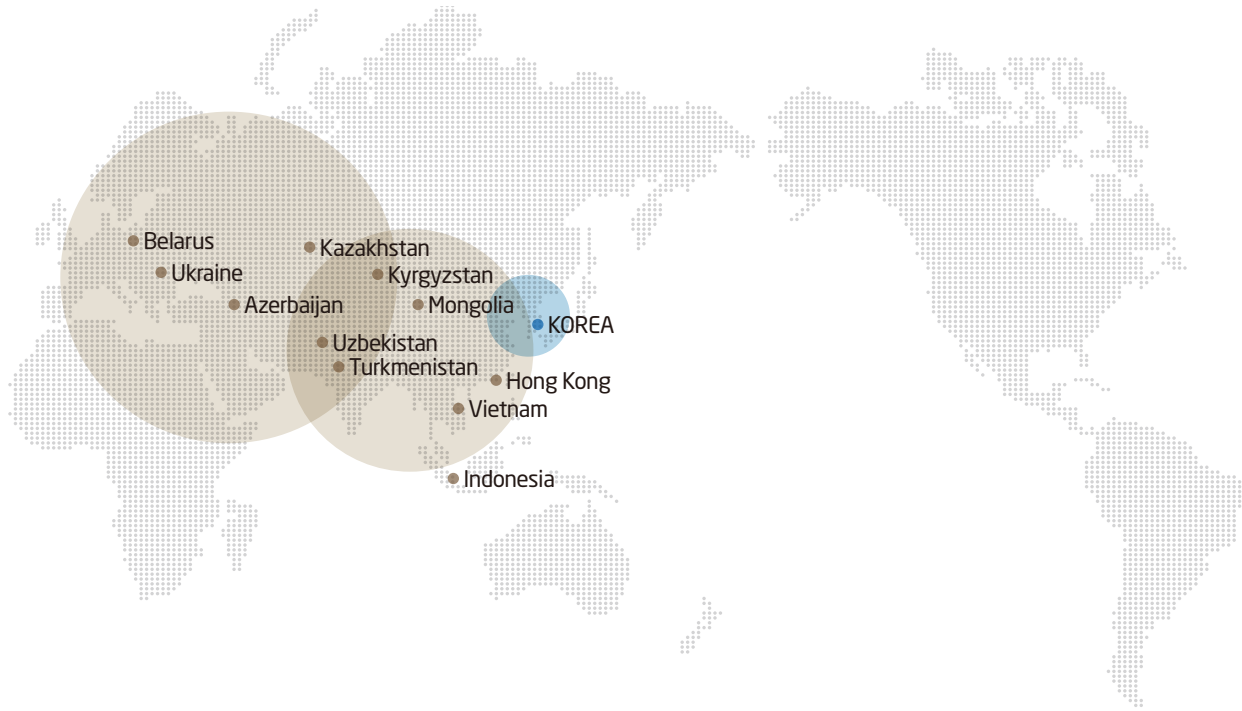 Belarus
Kazakhstan
Ukraine
Kyrgyzstan
Azerbaijan
Mongolia
KOREA
Uzbekistan
Turkmenistan
Hong Kong
Vietnam
Indonesia